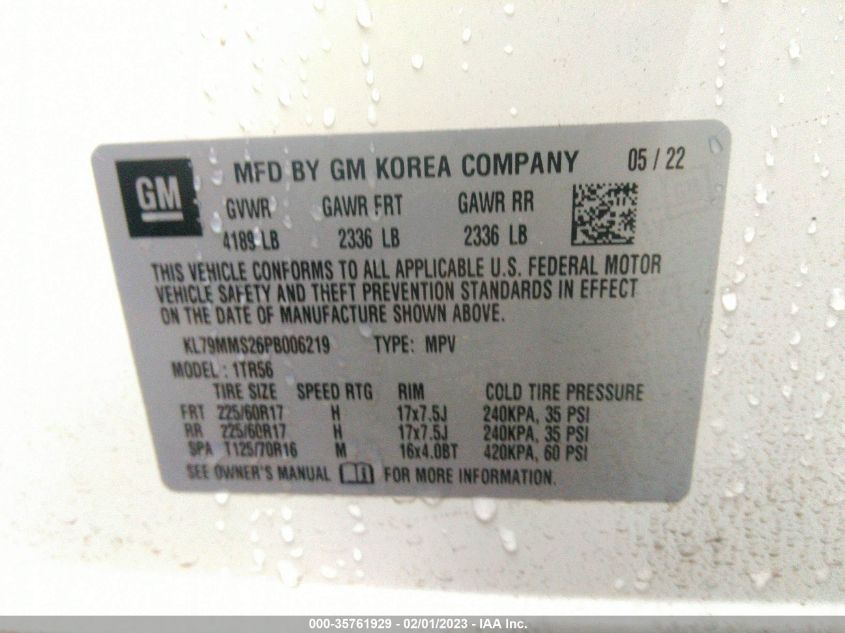 GM
MFD BY GM KOREA COMPANY 05 / 22
GVWR GAWR FRT GAWR RR
4189 LB 2336 LB 2336 LB
THIS VEHICLE CONFORMS TO ALL APPLICABLE U.S. FEDERAL MOTOR
VEHICLE SAFETY AND THEFT PREVENTION STANDARDS IN EFFECT
ON THE DATE OF MANUFACTURE SHOWN ABOVE.
KL79MMS26PB006219 TYPE: MPV
MODEL : 1TR56
TIRE SIZE SPEED RTG RIM COLD TIRE PRESSURE
FRT 225/60R17 H 17x7.5J 240KPA, 35 PSI
RR 225/60R17 H 17x7.5J 240KPA, 35 PSI
SPA T125/70R16 M 16x4.0BT 420KPA, 60 PSI
SEE OWNER'S MANUAL FOR MORE INFORMATION.
000-35761929 - 02/01/2023 - IAA Inc.